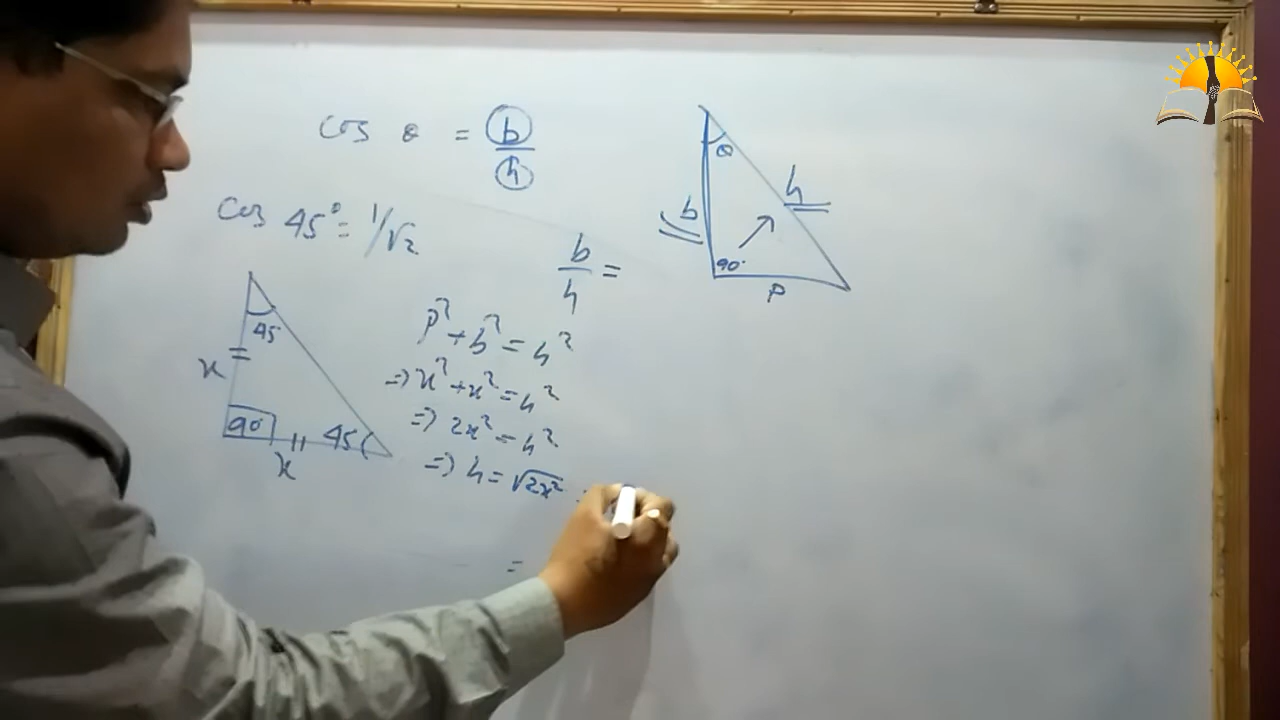 cos θ = b/h
cos 45° = 1/√2
b/h =
45
x
90°
45
x
p² + b² = h²
=> x² + x² = h²
=> 2x² = h²
=> h = √2x² =
=
θ
h
b
90°
p